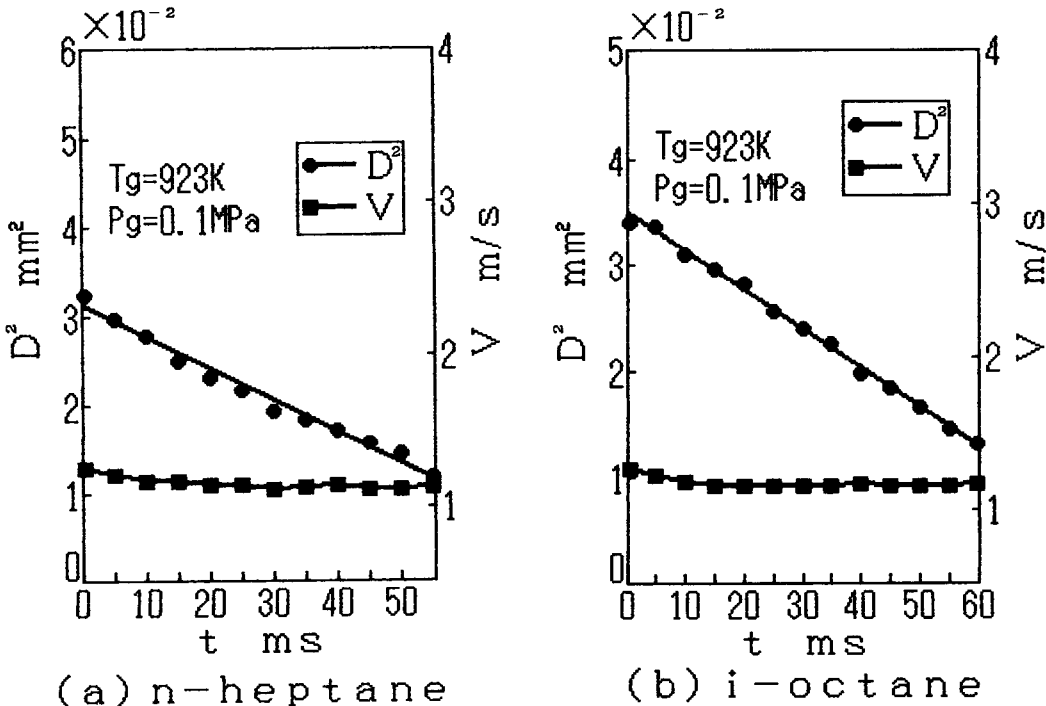 ×10⁻²
6
5
4
3
2
1
0
D² mm²
4
3
2
1
V m/s
Tg=923K
Pg=0.1MPa
D²
V
0 10 20 30 40 50
t ms
(a) n-heptane
×10⁻²
5
4
3
2
1
0
D² mm²
4
3
2
1
V m/s
Tg=923K
Pg=0.1MPa
D²
V
0 10 20 30 40 50 60
t ms
(b) i-octane